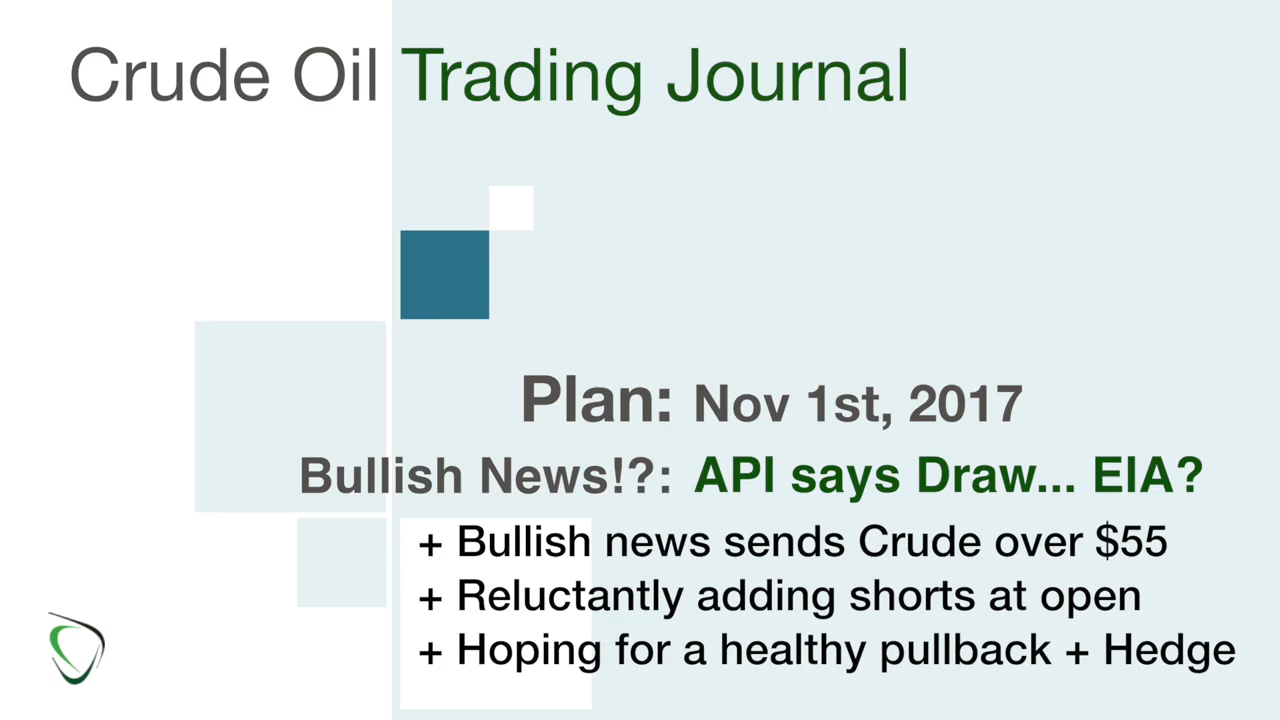 Crude Oil Trading Journal
Plan: Nov 1st, 2017
Bullish News!?: API says Draw... EIA?
+ Bullish news sends Crude over $55
+ Reluctantly adding shorts at open
+ Hoping for a healthy pullback + Hedge